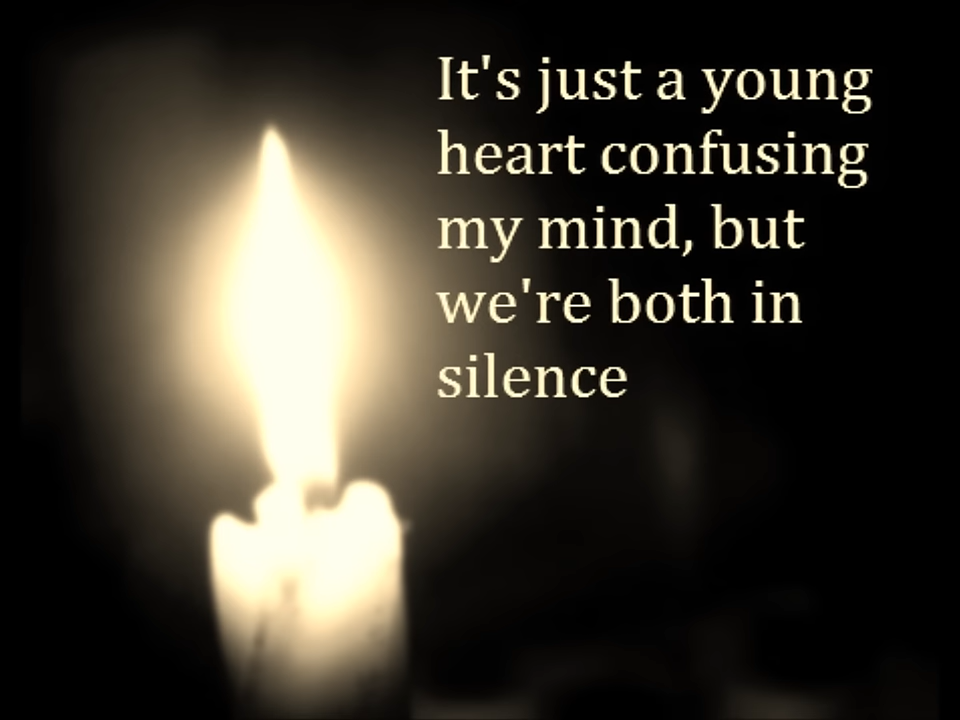 It's just a young
heart confusing
my mind, but
we're both in
silence